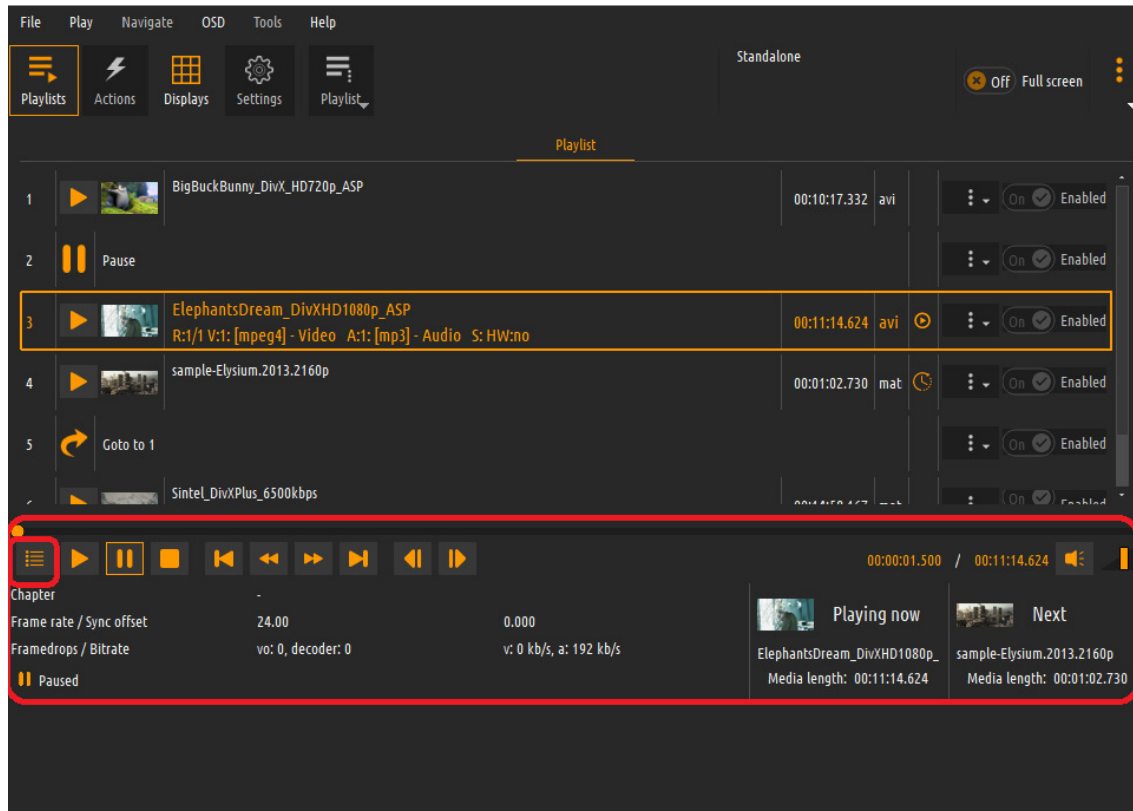 File Play Navigate OSD Tools Help
Standalone
Off Full screen
Playlists Actions Displays Settings Playlist
Playlist
1 BigBuckBunny_DivX_HD720p_ASP 00:10:17.332 avi On Enabled
2 Pause On Enabled
3 ElephantsDream_DivXHD1080p_ASP 00:11:14.624 avi On Enabled
R:1/1 V:1: [mpeg4] - Video A:1: [mp3] - Audio S: HW:no
4 sample-Elysium.2013.2160p 00:01:02.730 mat On Enabled
5 Goto to 1 On Enabled
Sintel_DivXPlus_6500kbps On Enabled
00:00:01.500 / 00:11:14.624
Chapter -
Frame rate / Sync offset 24.00 0.000
Framedrops / Bitrate vo: 0, decoder: 0 v: 0 kb/s, a: 192 kb/s
Paused
Playing now
ElephantsDream_DivXHD1080p_
Media length: 00:11:14.624
Next
sample-Elysium.2013.2160p
Media length: 00:01:02.730